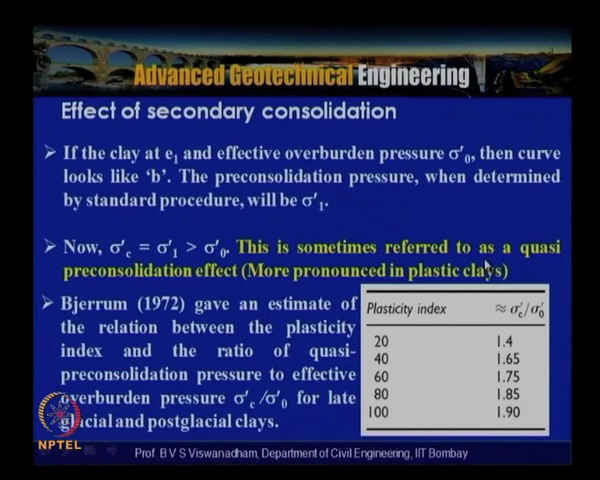 Advanced Geotechnical Engineering
Effect of secondary consolidation
➤ If the clay at e₁ and effective overburden pressure σ'₀, then curve
looks like ‘b’. The preconsolidation pressure, when determined
by standard procedure, will be σ'₁.
➤ Now, σ'c = σ'₁ > σ'₀. This is sometimes referred to as a quasi
preconsolidation effect (More pronounced in plastic clays)
➤ Bjerrum (1972) gave an estimate of
the relation between the plasticity
index and the ratio of quasi-
preconsolidation pressure to effective
overburden pressure σ'c /σ'₀ for late
glacial and postglacial clays.
Plasticity index ≈ σ'c/σ'₀
20 1.4
40 1.65
60 1.75
80 1.85
100 1.90
NPTEL
Prof. B V S Viswanadham, Department of Civil Engineering, IIT Bombay